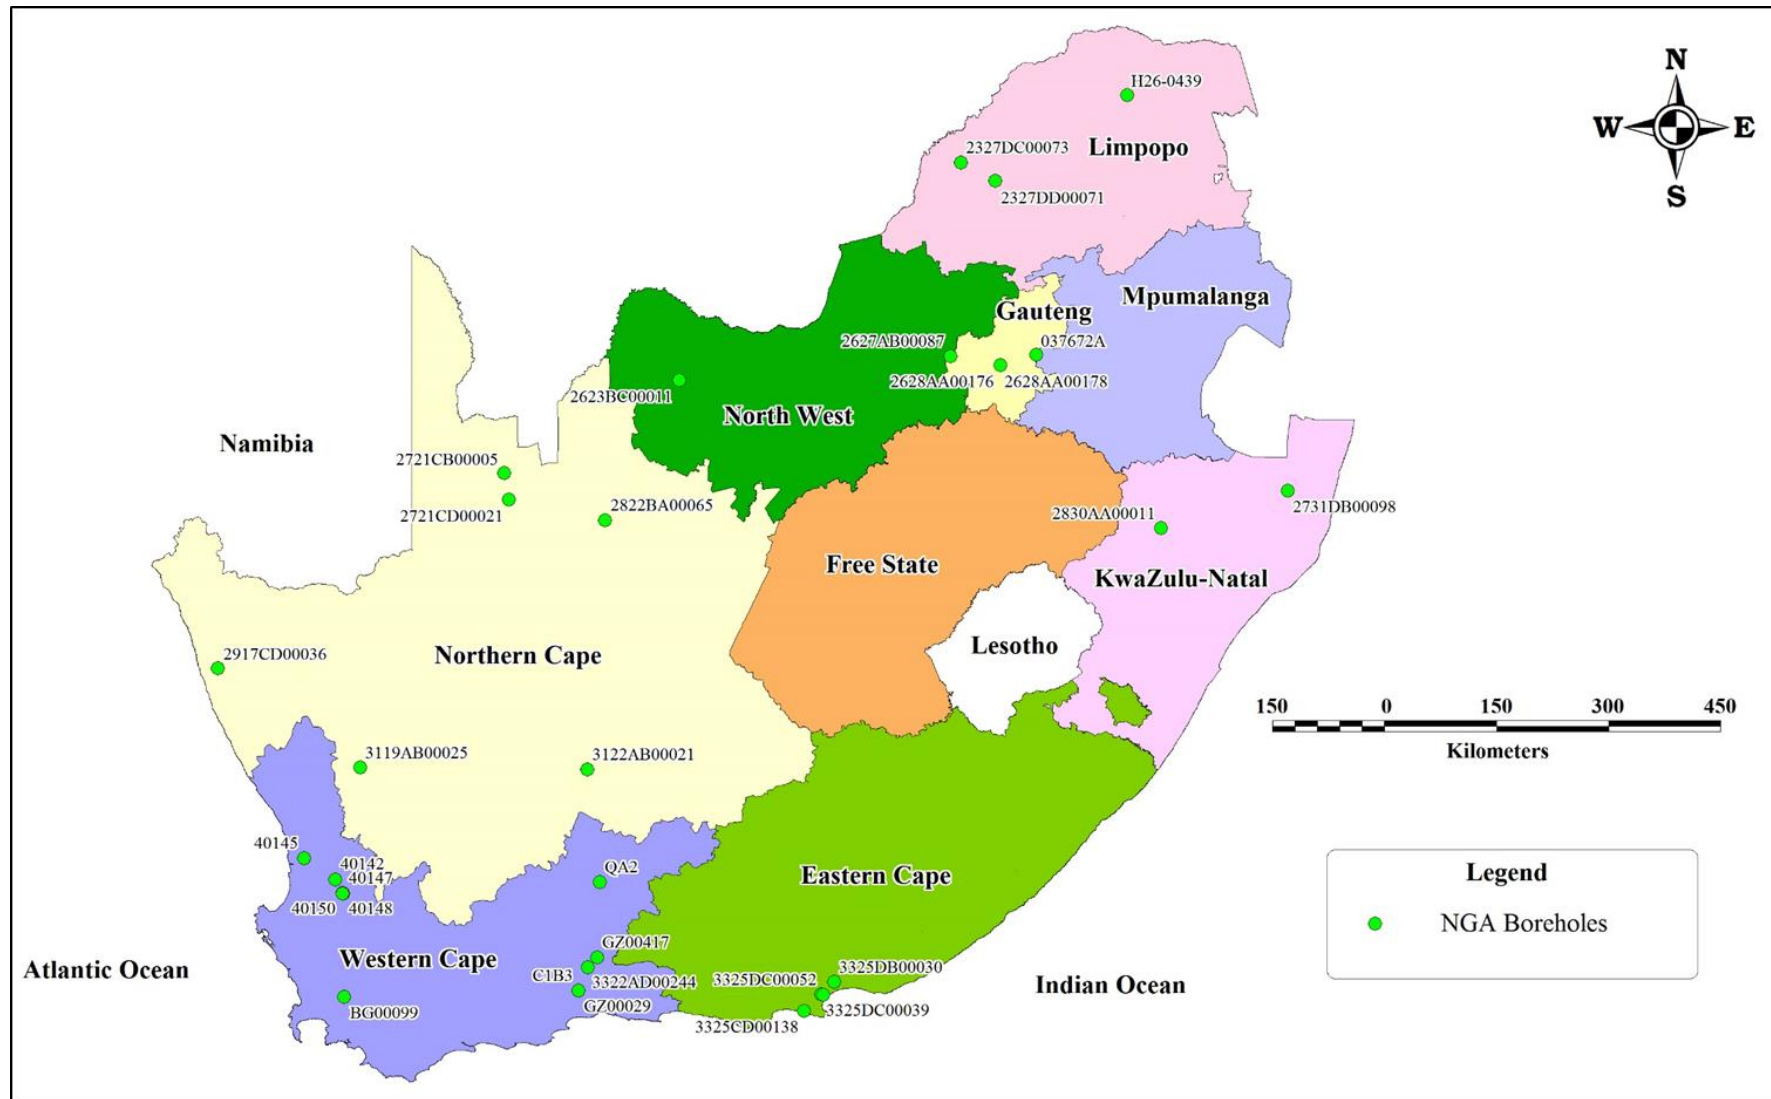 H26-0439
N
W
E
S
2327DC00073
Limpopo
2327DD00071
Mpumalanga
Gauteng
2627AB00087
037672A
2628AA00176
2628AA00178
2623BC00011
North West
Namibia
2721CB00005
2721CD00021
2822BA00065
2731DB00098
2830AA00011
Free State
KwaZulu-Natal
Lesotho
2917CD00036
Northern Cape
150 0 150 300 450
Kilometers
3119AB00025
3122AB00021
40145
40142
40147
40150
40148
QA2
Eastern Cape
Legend
NGA Boreholes
Western Cape
GZ00417
C1B3
3322AD00244
GZ00029
BG00099
3325DC00052
3325DB00030
3325DC00039
3325CD00138
Atlantic Ocean
Indian Ocean